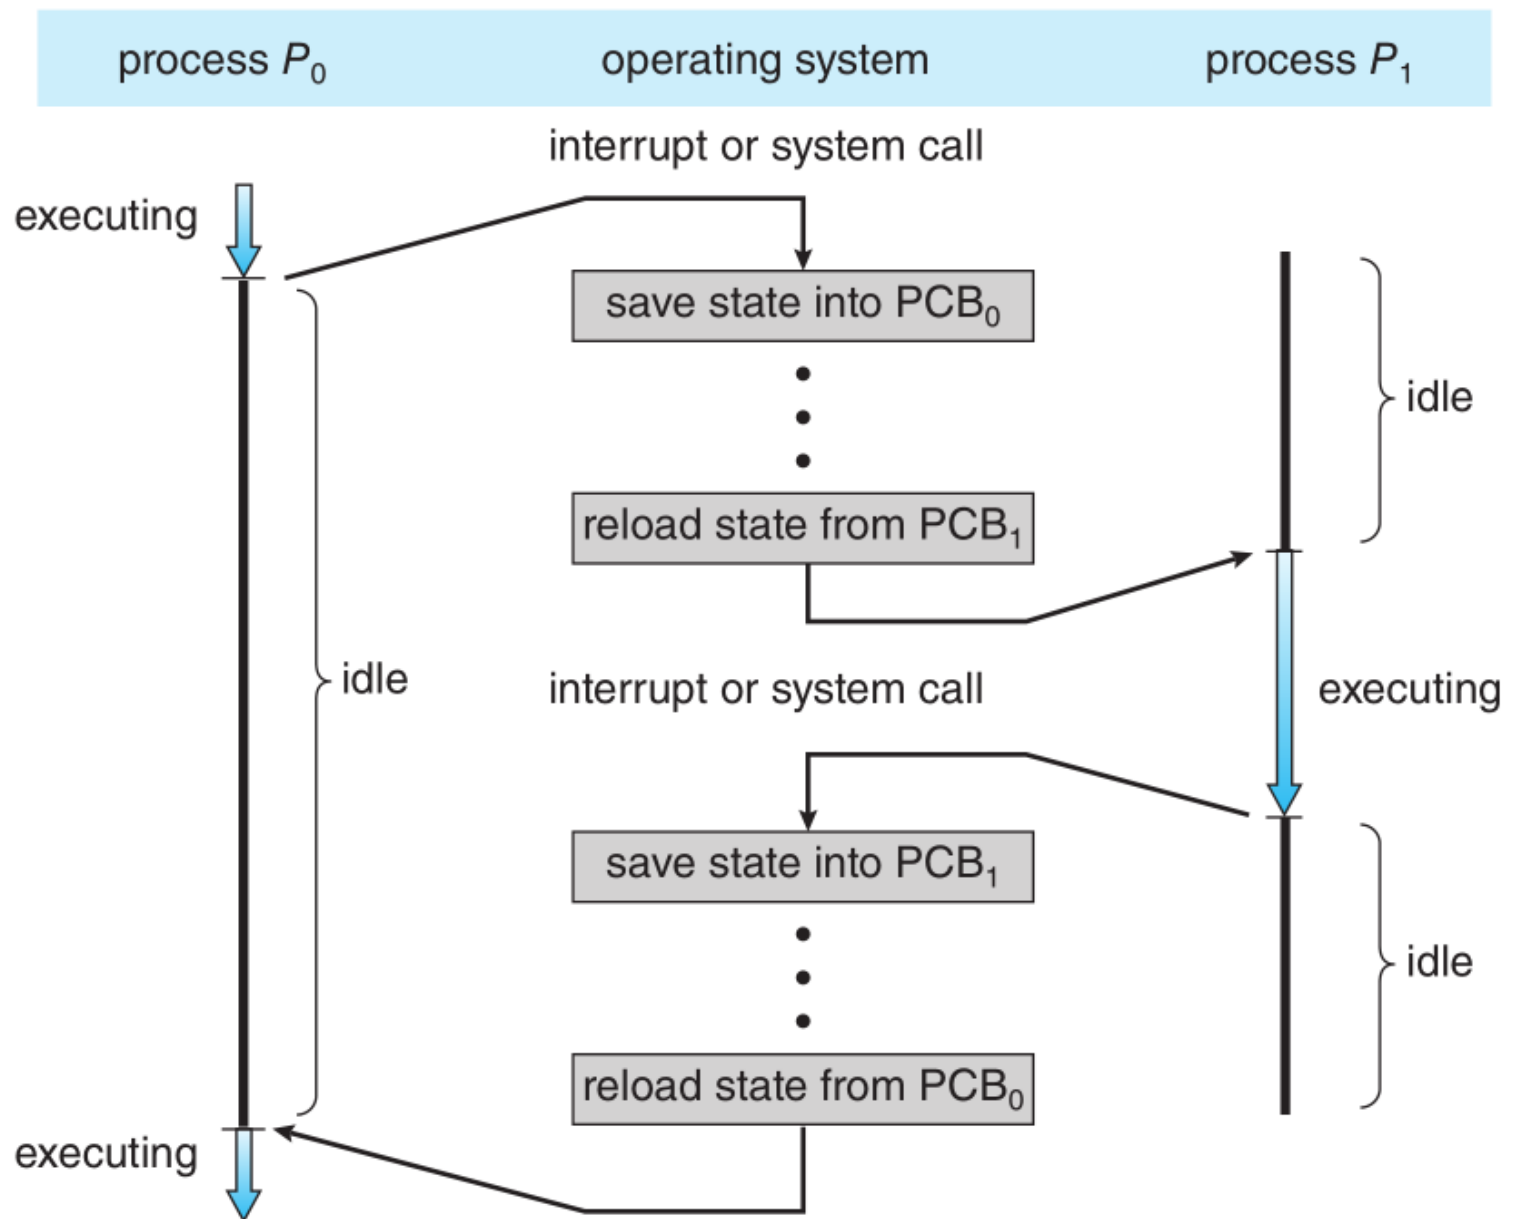 process P₀
operating system
process P₁
interrupt or system call
executing
save state into PCB₀
idle
reload state from PCB₁
idle
interrupt or system call
executing
save state into PCB₁
idle
reload state from PCB₀
executing